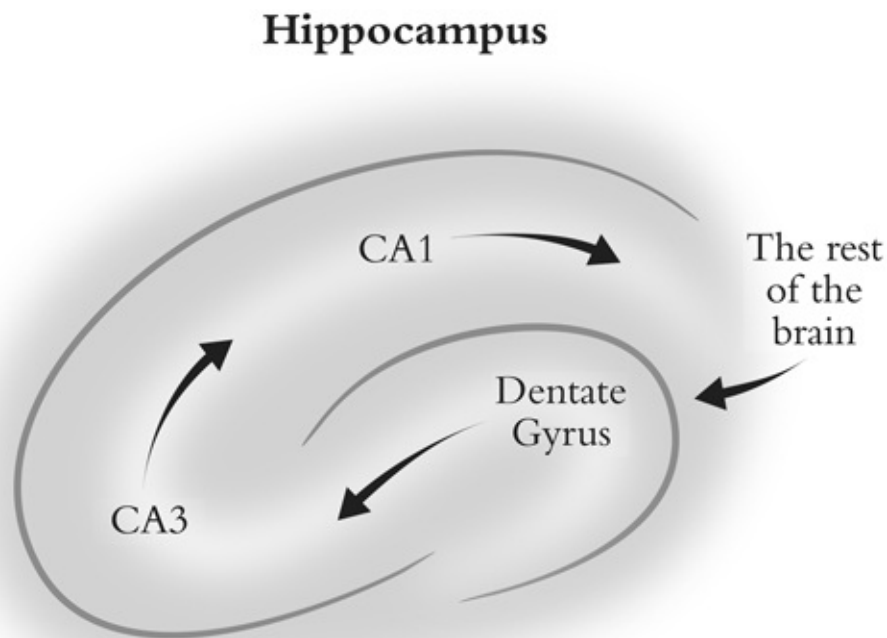 Hippocampus
CA1
The rest
of the
brain
Dentate
Gyrus
CA3